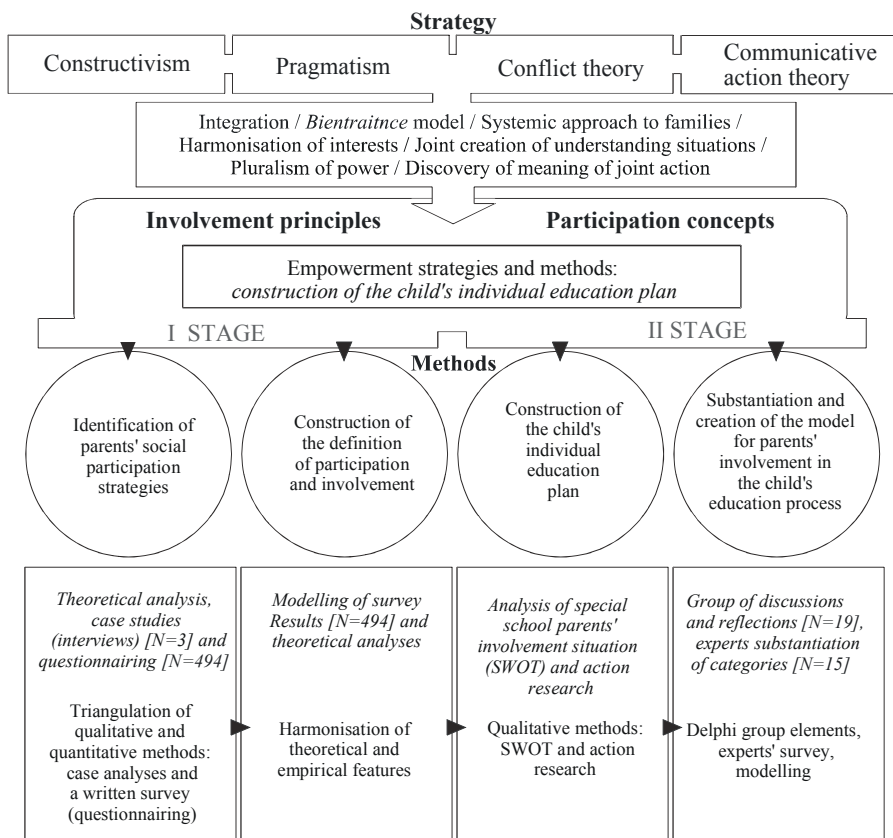 Strategy
Constructivism
Pragmatism
Conflict theory
Communicative
action theory
Integration / Bientraitnce model / Systemic approach to families /
Harmonisation of interests / Joint creation of understanding situations /
Pluralism of power / Discovery of meaning of joint action
Involvement principles
Participation concepts
Empowerment strategies and methods:
construction of the child's individual education plan
I STAGE
II STAGE
Methods
Identification of
parents' social
participation
strategies
Construction of
the definition
of participation
and involvement
Construction of
the child's
individual
education
plan
Substantiation and
creation of the model
for parents'
involvement in
the child's
education process
Theoretical analysis,
case studies
(interviews) [N=3] and
questionnairing [N=494]
Triangulation of
qualitative and
quantitative methods:
case analyses and
a written survey
(questionnairing)
Modelling of survey
Results [N=494] and
theoretical analyses
Harmonisation of
theoretical and
empirical features
Analysis of special
school parents'
involvement situation
(SWOT) and action
research
Qualitative methods:
SWOT and action
research
Group of discussions
and reflections [N=19],
experts substantiation
of categories [N=15]
Delphi group elements,
experts' survey,
modelling